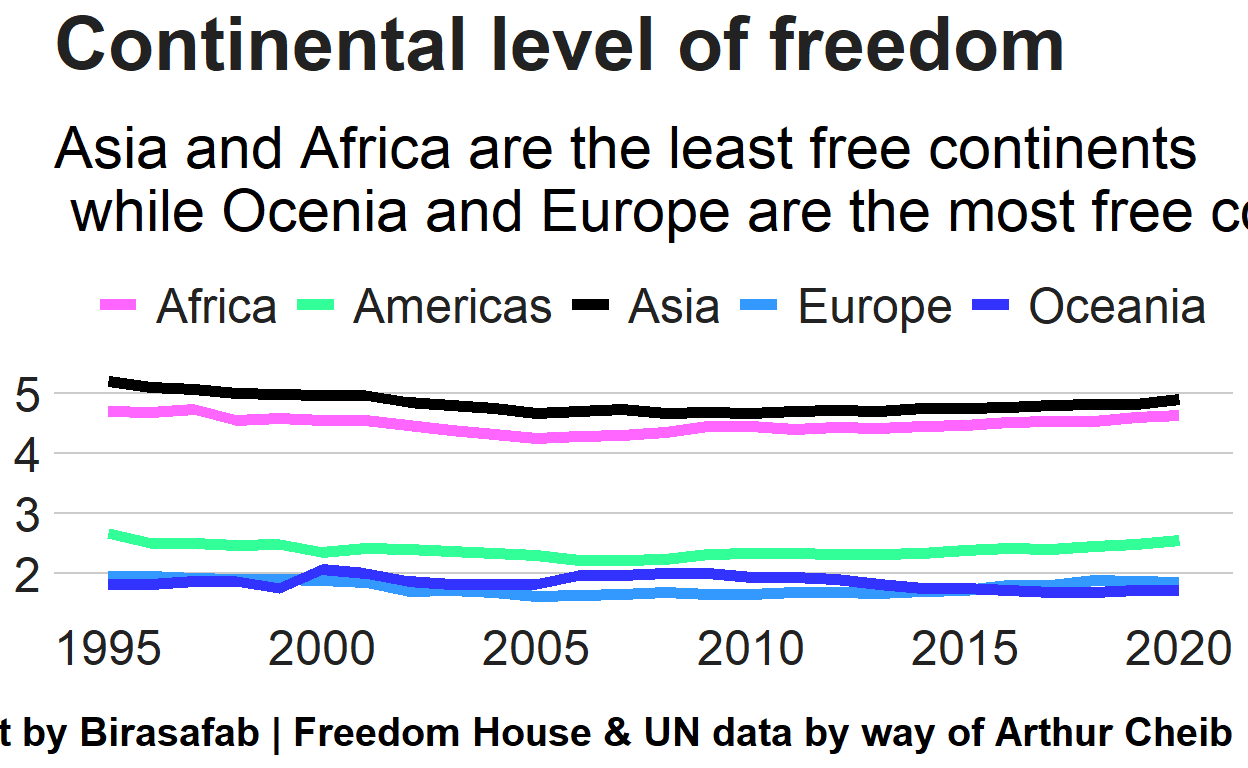 Continental level of freedom
Asia and Africa are the least free continents
while Ocenia and Europe are the most free
Africa Americas Asia Europe Oceania
5
4
3
2
1995 2000 2005 2010 2015 2020
by Birasafab | Freedom House & UN data by way of Arthur Cheib